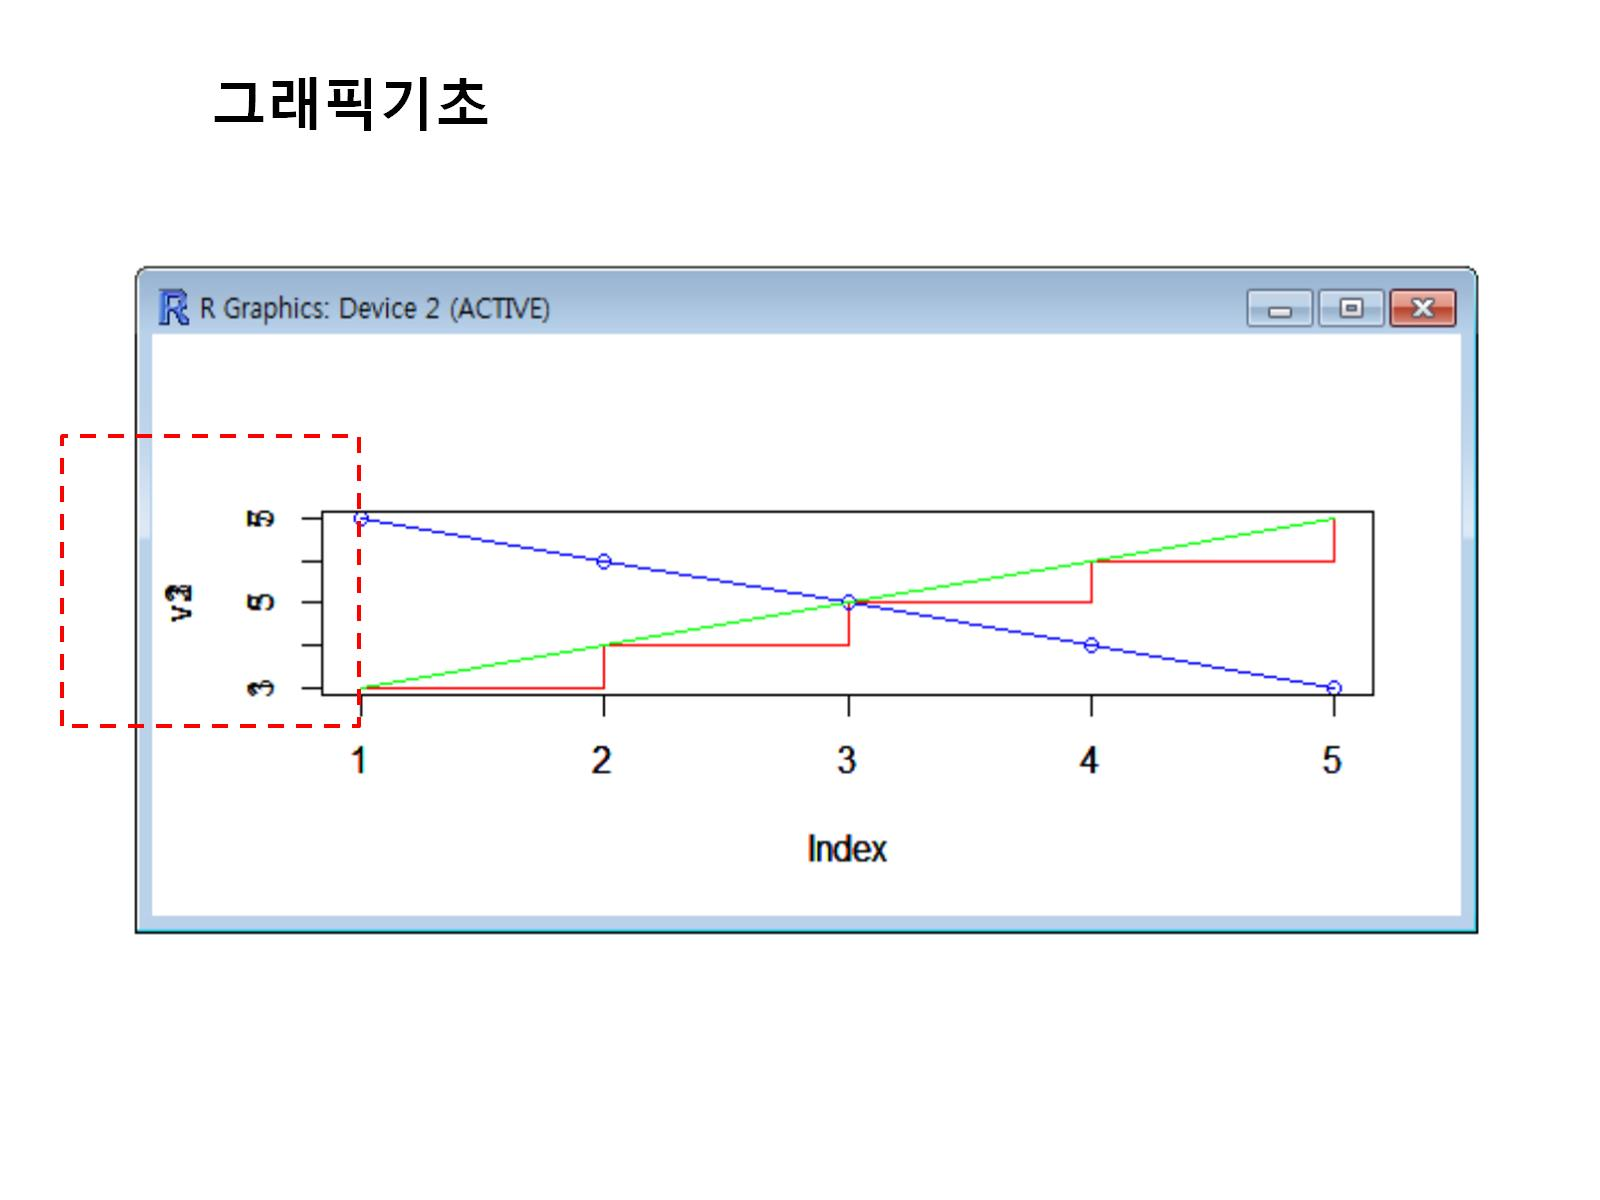 그래픽기초
R Graphics: Device 2 (ACTIVE)
1 2 3 4 5
Index